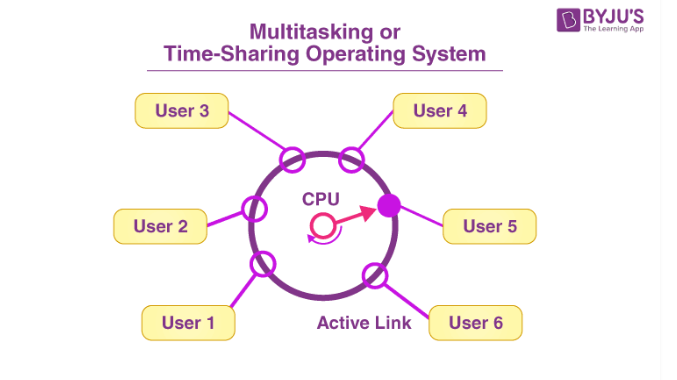 BYJU'S
The Learning App
Multitasking or
Time-Sharing Operating System
User 3
User 4
CPU
User 2
User 5
User 1
Active Link
User 6